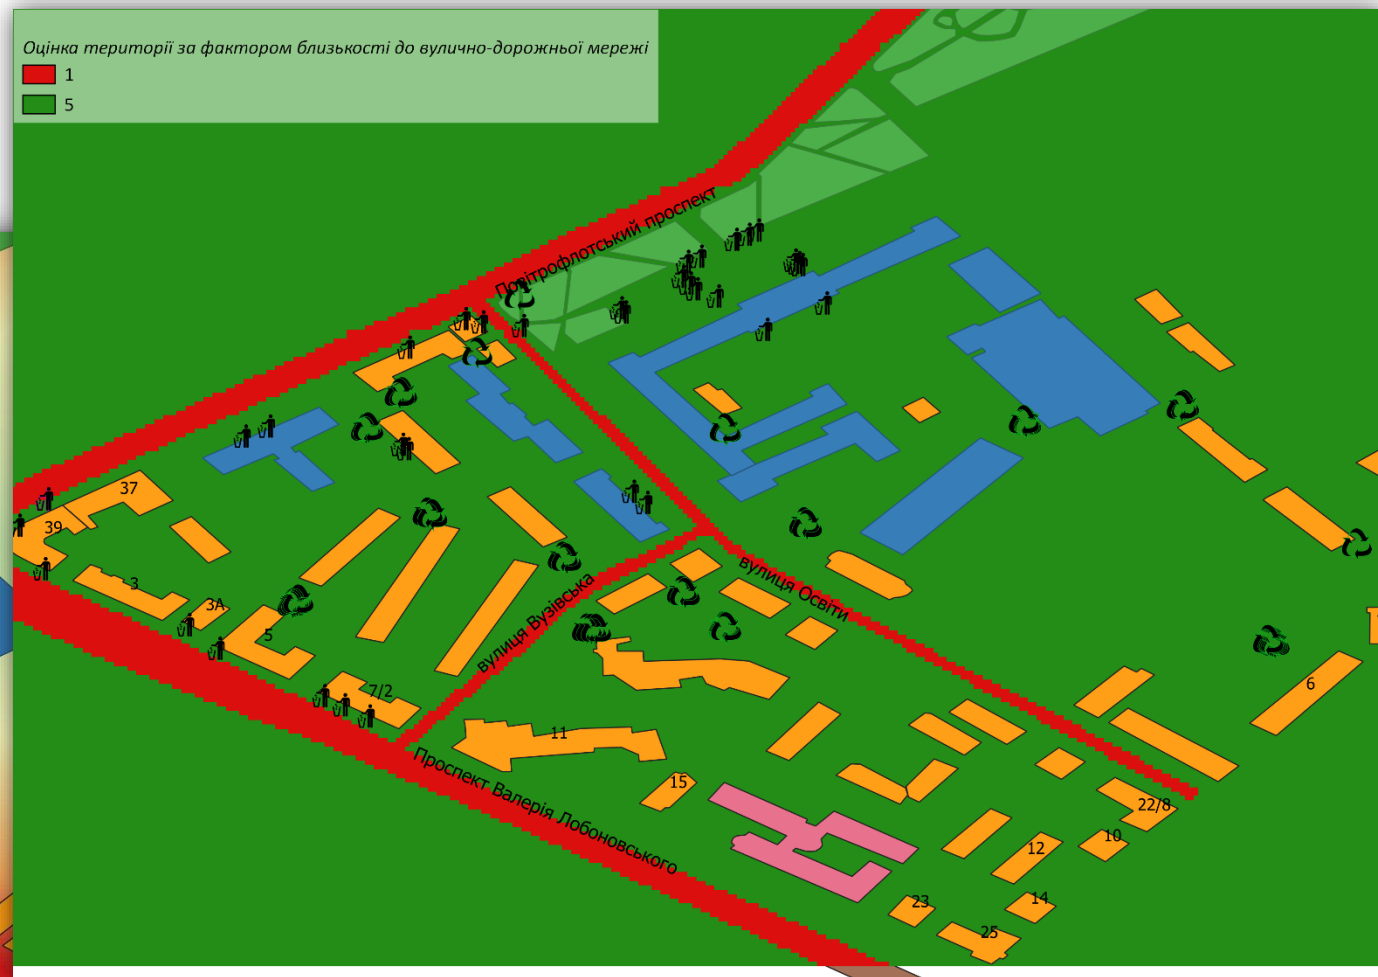 Оцінка території за фактором близькості до вулично-дорожньої мережі
1
5
Повітрофлотський проспект
37
39
3
3А
5
7/2
вулиця Вузівська
вулиця Освіти
11
15
Проспект Валерія Лобоновського
6
22/8
10
12
14
23
25